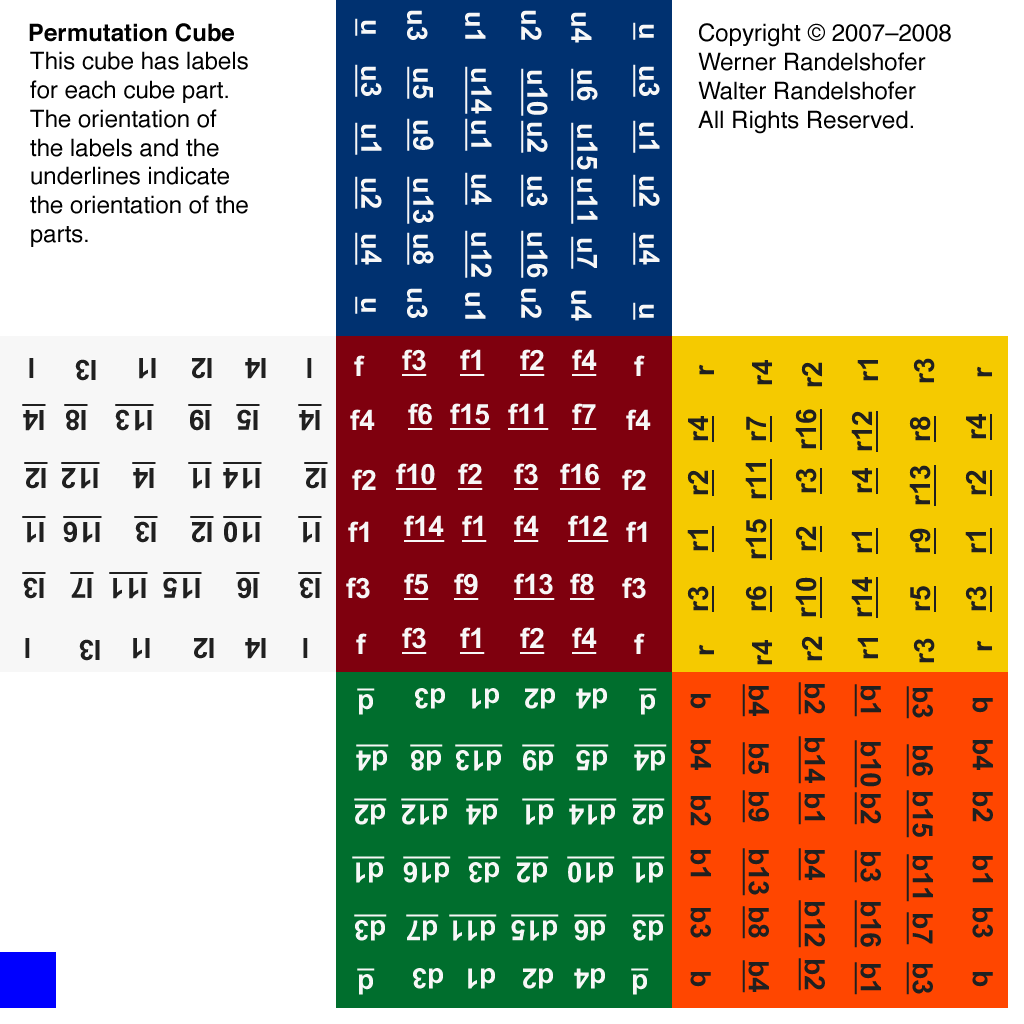 Permutation Cube
This cube has labels
for each cube part.
The orientation of
the labels and the
underlines indicate
the orientation of the
parts.
Copyright © 2007–2008
Werner Randelshofer
Walter Randelshofer
All Rights Reserved.
u u3 u1 u2 u4 u
u3 u5 u14 u10 u6 u3
u1 u9 u1 u2 u15 u1
u2 u13 u4 u3 u11 u2
u4 u8 u12 u16 u7 u4
u u3 u1 u2 u4 u
l l3 l1 l2 l4 l
l4 l8 l13 l9 l5 l4
l2 l12 l4 l1 l14 l2
l1 l16 l3 l2 l10 l1
l3 l7 l11 l15 l6 l3
l l3 l1 l2 l4 l
f f3 f1 f2 f4 f
f4 f6 f15 f11 f7 f4
f2 f10 f2 f3 f16 f2
f1 f14 f1 f4 f12 f1
f3 f5 f9 f13 f8 f3
f f3 f1 f2 f4 f
r r4 r2 r1 r3 r
r4 r7 r16 r12 r8 r4
r2 r11 r3 r4 r13 r2
r1 r15 r2 r1 r9 r1
r3 r6 r10 r14 r5 r3
r r4 r2 r1 r3 r
d d3 d1 d2 d4 d
d4 d8 d13 d9 d5 d4
d2 d12 d4 d1 d14 d2
d1 d16 d3 d2 d10 d1
d3 d7 d11 d15 d6 d3
d d3 d1 d2 d4 d
b b4 b2 b1 b3 b
b4 b5 b14 b10 b6 b4
b2 b9 b1 b2 b15 b2
b1 b13 b4 b3 b11 b1
b3 b8 b12 b16 b7 b3
b b4 b2 b1 b3 b